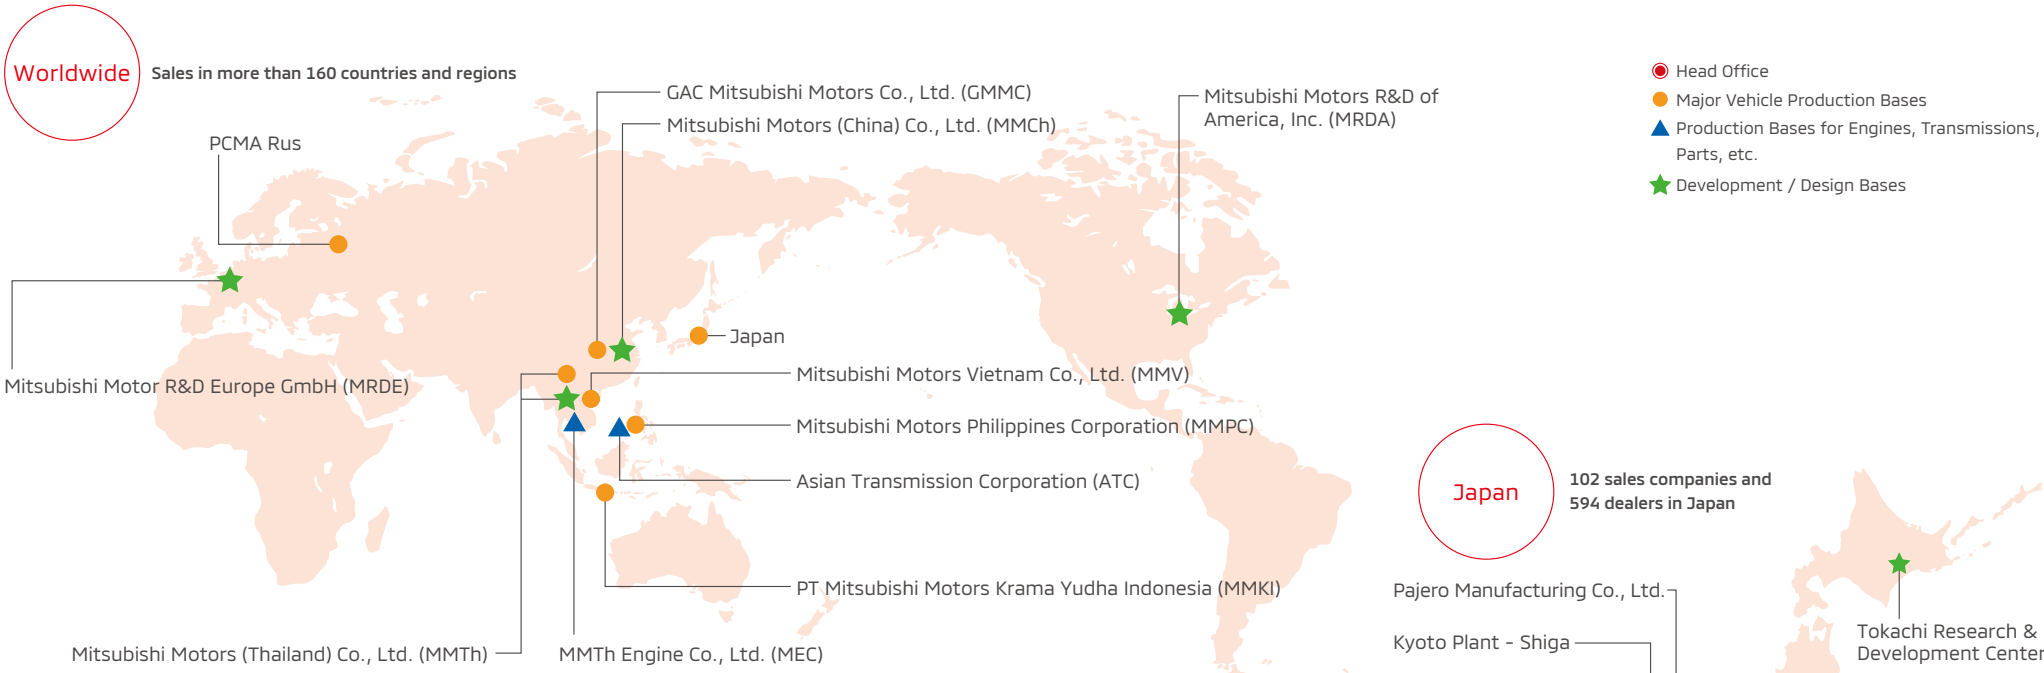 Worldwide
Sales in more than 160 countries and regions
PCMA Rus
GAC Mitsubishi Motors Co., Ltd. (GMMC)
Mitsubishi Motors (China) Co., Ltd. (MMCh)
Mitsubishi Motors R&D of
America, Inc. (MRDA)
Head Office
Major Vehicle Production Bases
Production Bases for Engines, Transmissions,
Parts, etc.
Development / Design Bases
Japan
Mitsubishi Motor R&D Europe GmbH (MRDE)
Mitsubishi Motors Vietnam Co., Ltd. (MMV)
Mitsubishi Motors Philippines Corporation (MMPC)
Asian Transmission Corporation (ATC)
PT Mitsubishi Motors Krama Yudha Indonesia (MMKI)
Mitsubishi Motors (Thailand) Co., Ltd. (MMTh)
MMTh Engine Co., Ltd. (MEC)
Japan
102 sales companies and
594 dealers in Japan
Pajero Manufacturing Co., Ltd.
Kyoto Plant - Shiga
Tokachi Research &
Development Center